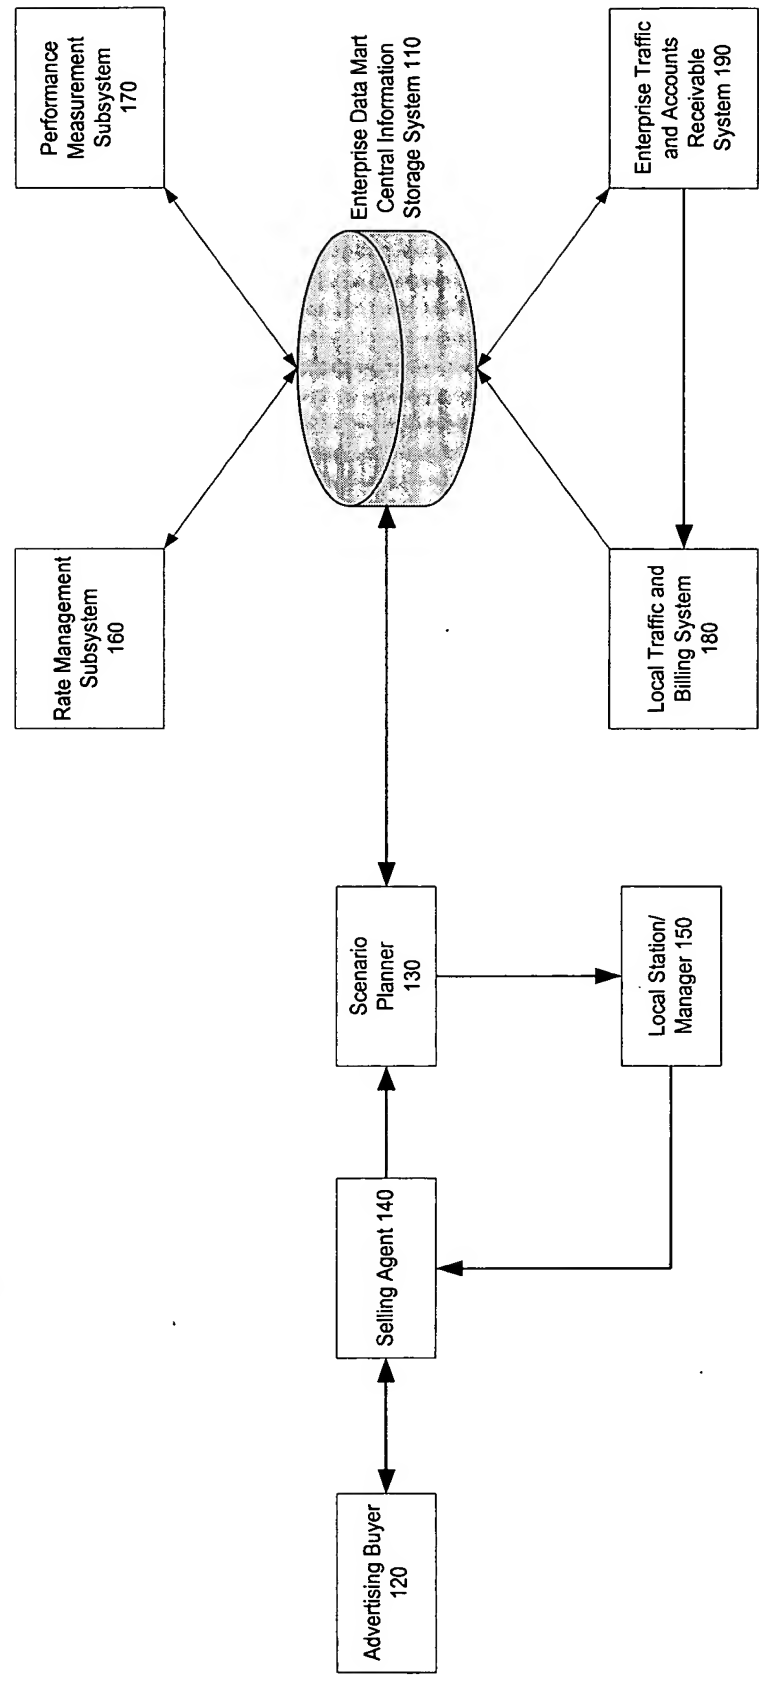 Advertising Buyer
120
Selling Agent 140
Scenario
Planner
130
Local Station/
Manager 150
Rate Management
Subsystem
160
Performance
Measurement
Subsystem
170
Enterprise Data Mart
Central Information
Storage System 110
Local Traffic and
Billing System
180
Enterprise Traffic
and Accounts
Receivable
System 190